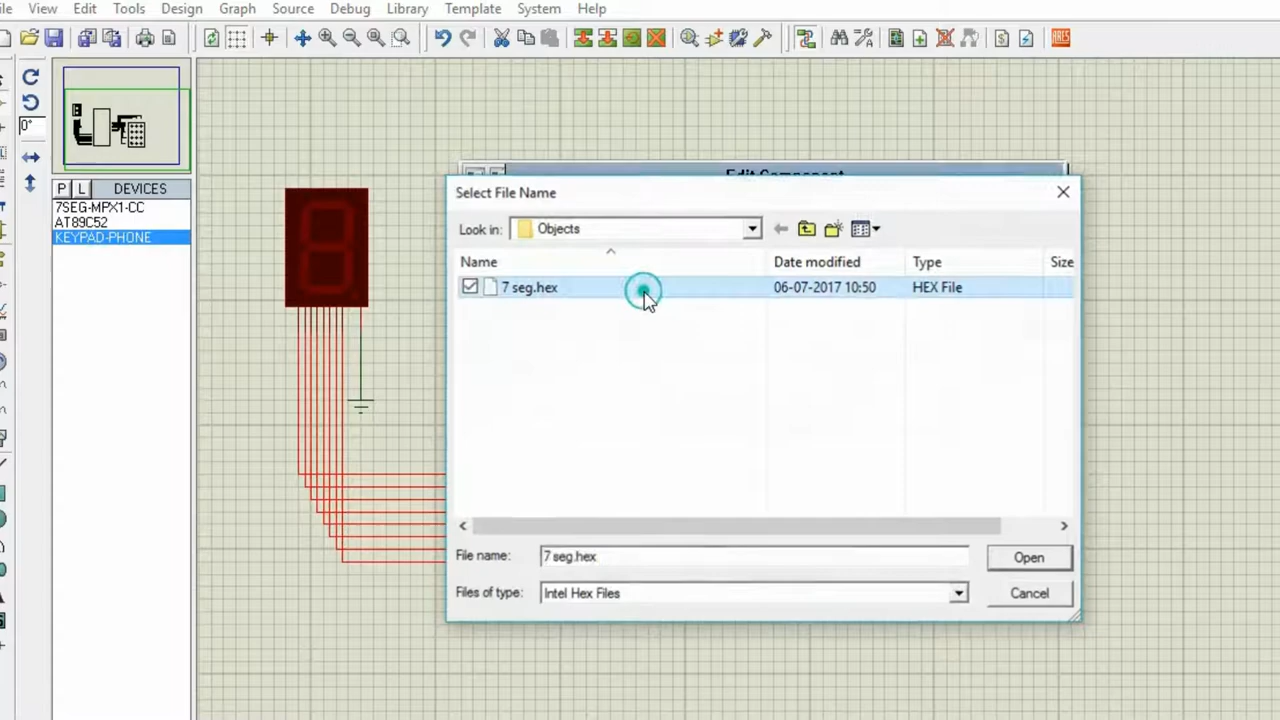 View Edit Tools Design Graph Source Debug Library Template System Help
0°
P L DEVICES
7SEG-MPX1-CC
AT89C52
KEYPAD-PHONE
Select File Name
Look in: Objects
Name Date modified Type Size
7 seg.hex 06-07-2017 10:50 HEX File
File name: 7 seg.hex Open
Files of type: Intel Hex Files Cancel
ARES